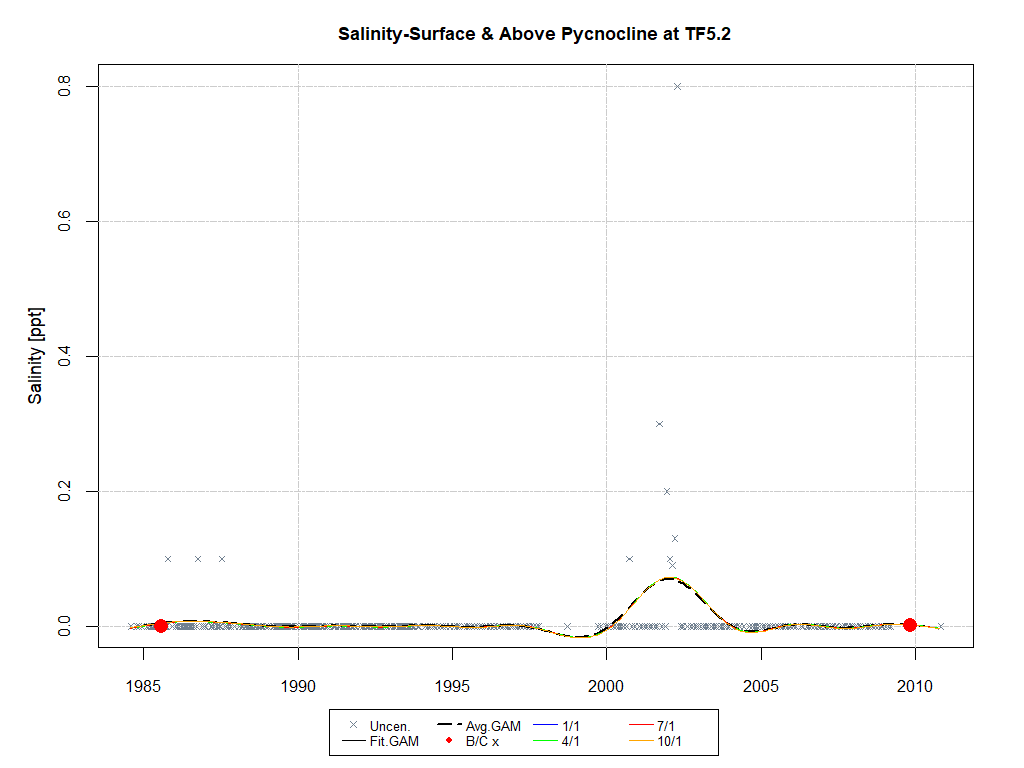 Salinity-Surface & Above Pycnocline at TF5.2
Salinity [ppt]
0.8
0.6
0.4
0.2
0.0
1985 1990 1995 2000 2005 2010
Uncen. Avg.GAM 1/1 7/1
Fit.GAM B/C x 4/1 10/1